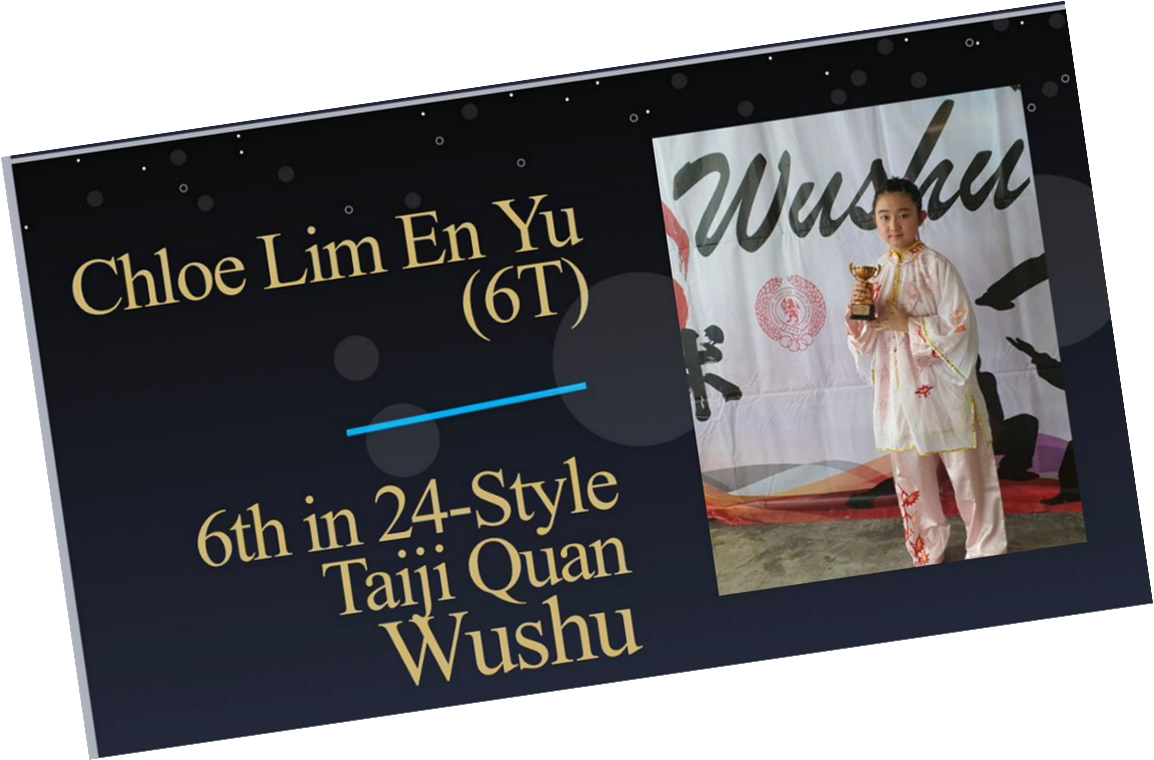 Chloe Lim En Yu
(6T)
6th in 24-Style
Taiji Quan
Wushu
Wushu